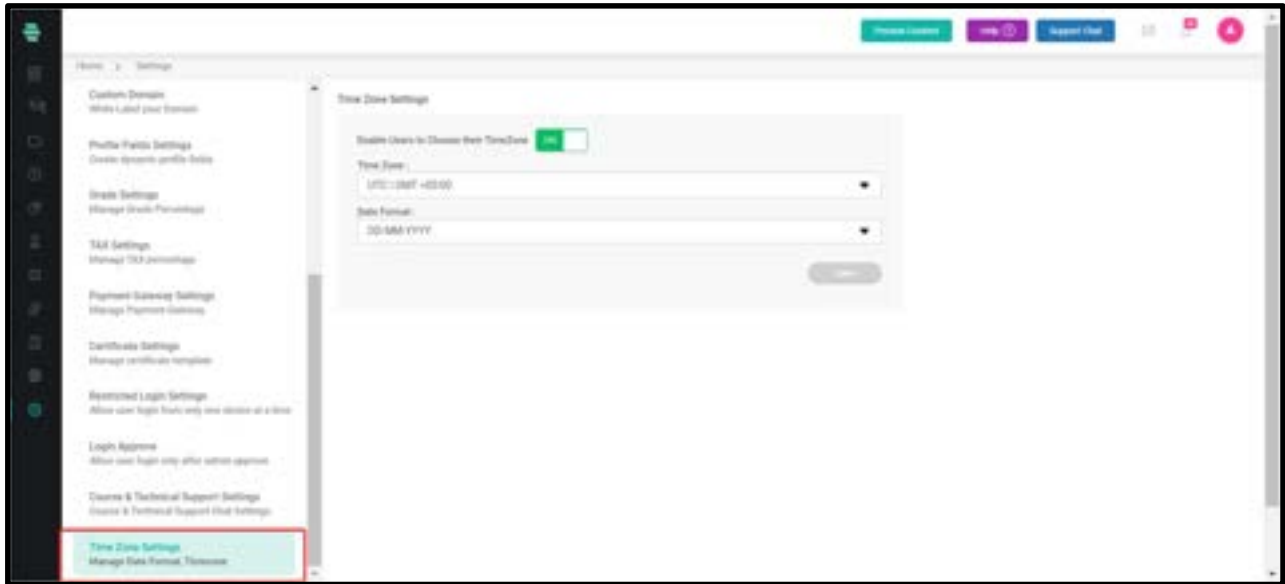 Help
Support Chat
Home > Settings
Custom Domain
White Label your Domain
Profile Fields Settings
Create dynamic profile fields
Grade Settings
Manage Grade Percentage
TAX Settings
Manage TAX percentage
Payment Gateway Settings
Manage Payment Gateway
Certificate Settings
Manage certificate template
Restricted Login Settings
Allow user login from only one device at a time
Login Approve
Allow user login only after admin approve
Course & Technical Support Settings
Course & Technical Support Chat Settings
Time Zone Settings
Manage Date Format, Timezone
Time Zone Settings
Users to Choose their TimeZone
Time Zone :
Date Format :
DD-MM-YYYY